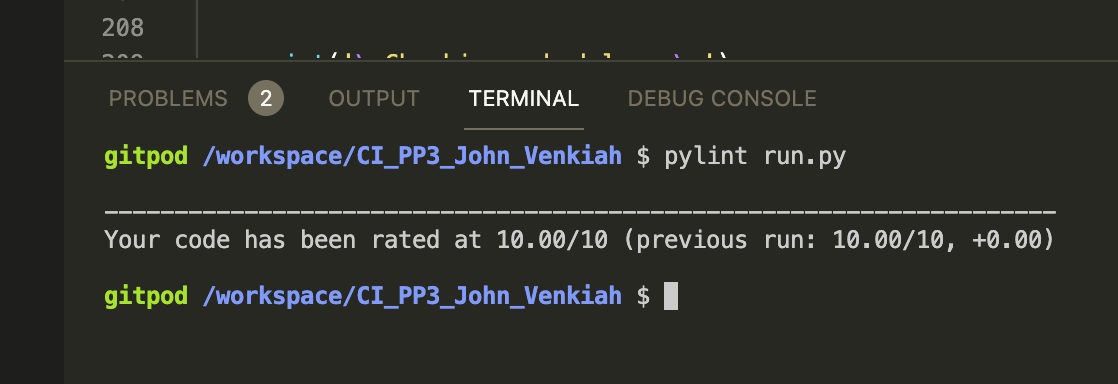 208
PROBLEMS 2 OUTPUT TERMINAL DEBUG CONSOLE
gitpod /workspace/CI_PP3_John_Venkiah $ pylint run.py
--------------------------------------------------------------------
Your code has been rated at 10.00/10 (previous run: 10.00/10, +0.00)
gitpod /workspace/CI_PP3_John_Venkiah $